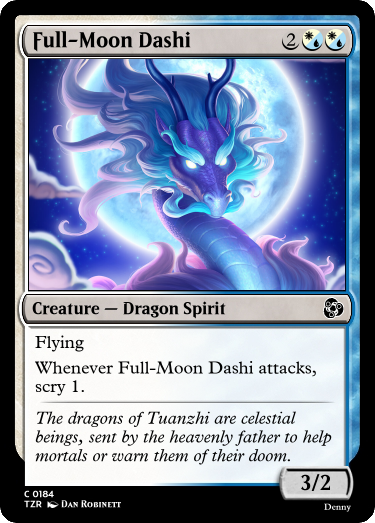 Full-Moon Dashi 2
Creature — Dragon Spirit
Flying
Whenever Full-Moon Dashi attacks,
scry 1.
The dragons of Tuanzhi are celestial
beings, sent by the heavenly father to help
mortals or warn them of their doom.
3/2
C 0184
TZR Dan Robinett
Denny